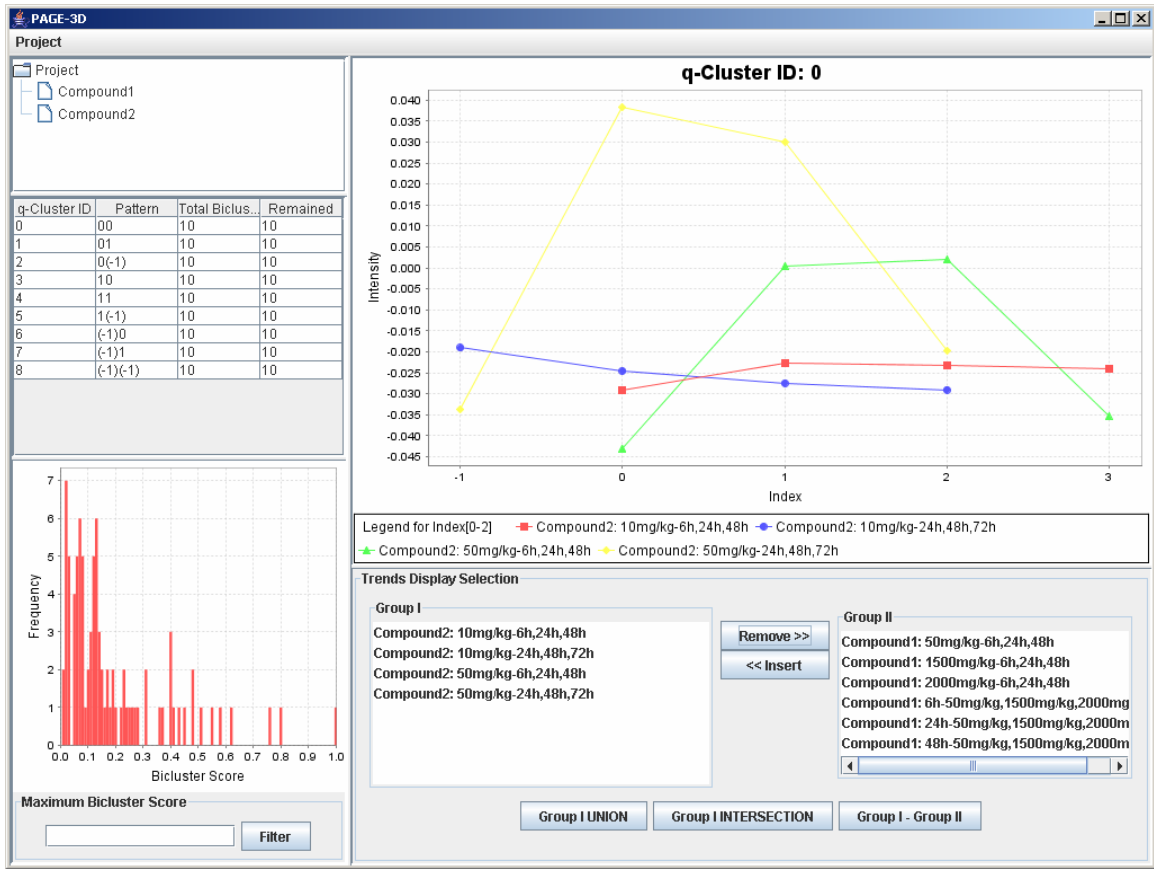 PAGE-3D
Project
Project
Compound1
Compound2
q-Cluster ID Pattern Total Biclus... Remained
0 00 10 10
1 01 10 10
2 0(-1) 10 10
3 10 10 10
4 11 10 10
5 1(-1) 10 10
6 (-1)0 10 10
7 (-1)1 10 10
8 (-1)(-1) 10 10
7
6
5
4
3
2
1
0
Frequency
0.0 0.1 0.2 0.3 0.4 0.5 0.6 0.7 0.8 0.9 1.0
Bicluster Score
Maximum Bicluster Score
Filter
q-Cluster ID: 0
0.040
0.035
0.030
0.025
0.020
0.015
0.010
0.005
0.000
-0.005
-0.010
-0.015
-0.020
-0.025
-0.030
-0.035
-0.040
-0.045
Intensity
-1 0 1 2 3
Index
Legend for Index[0-2] Compound2: 10mg/kg-6h,24h,48h Compound2: 10mg/kg-24h,48h,72h
Compound2: 50mg/kg-6h,24h,48h Compound2: 50mg/kg-24h,48h,72h
Trends Display Selection
Group I
Compound2: 10mg/kg-6h,24h,48h
Compound2: 10mg/kg-24h,48h,72h
Compound2: 50mg/kg-6h,24h,48h
Compound2: 50mg/kg-24h,48h,72h
Remove >>
<< Insert
Group II
Compound1: 50mg/kg-6h,24h,48h
Compound1: 1500mg/kg-6h,24h,48h
Compound1: 2000mg/kg-6h,24h,48h
Compound1: 6h-50mg/kg,1500mg/kg,2000mg
Compound1: 24h-50mg/kg,1500mg/kg,2000m
Compound1: 48h-50mg/kg,1500mg/kg,2000m
Group I UNION
Group I INTERSECTION
Group I - Group II